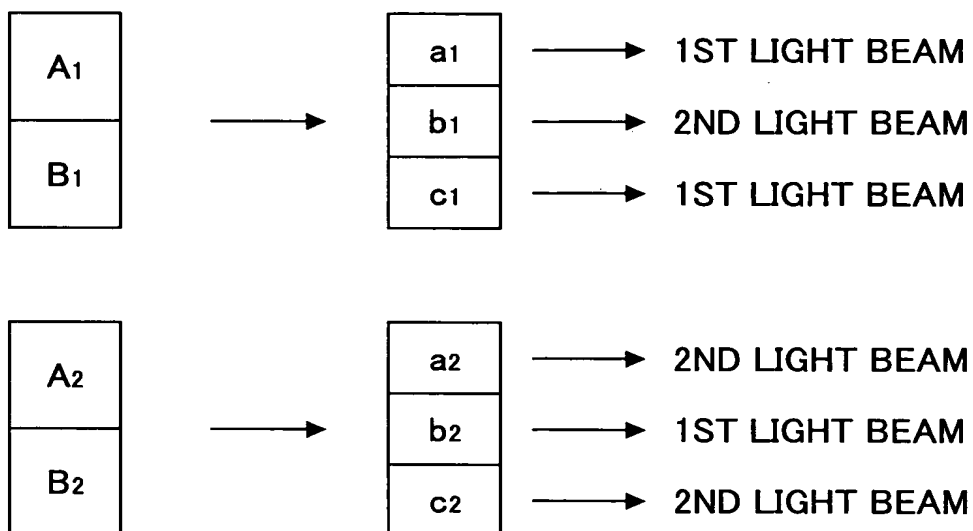 A1
B1
a1 1ST LIGHT BEAM
b1 2ND LIGHT BEAM
c1 1ST LIGHT BEAM
A2
B2
a2 2ND LIGHT BEAM
b2 1ST LIGHT BEAM
c2 2ND LIGHT BEAM